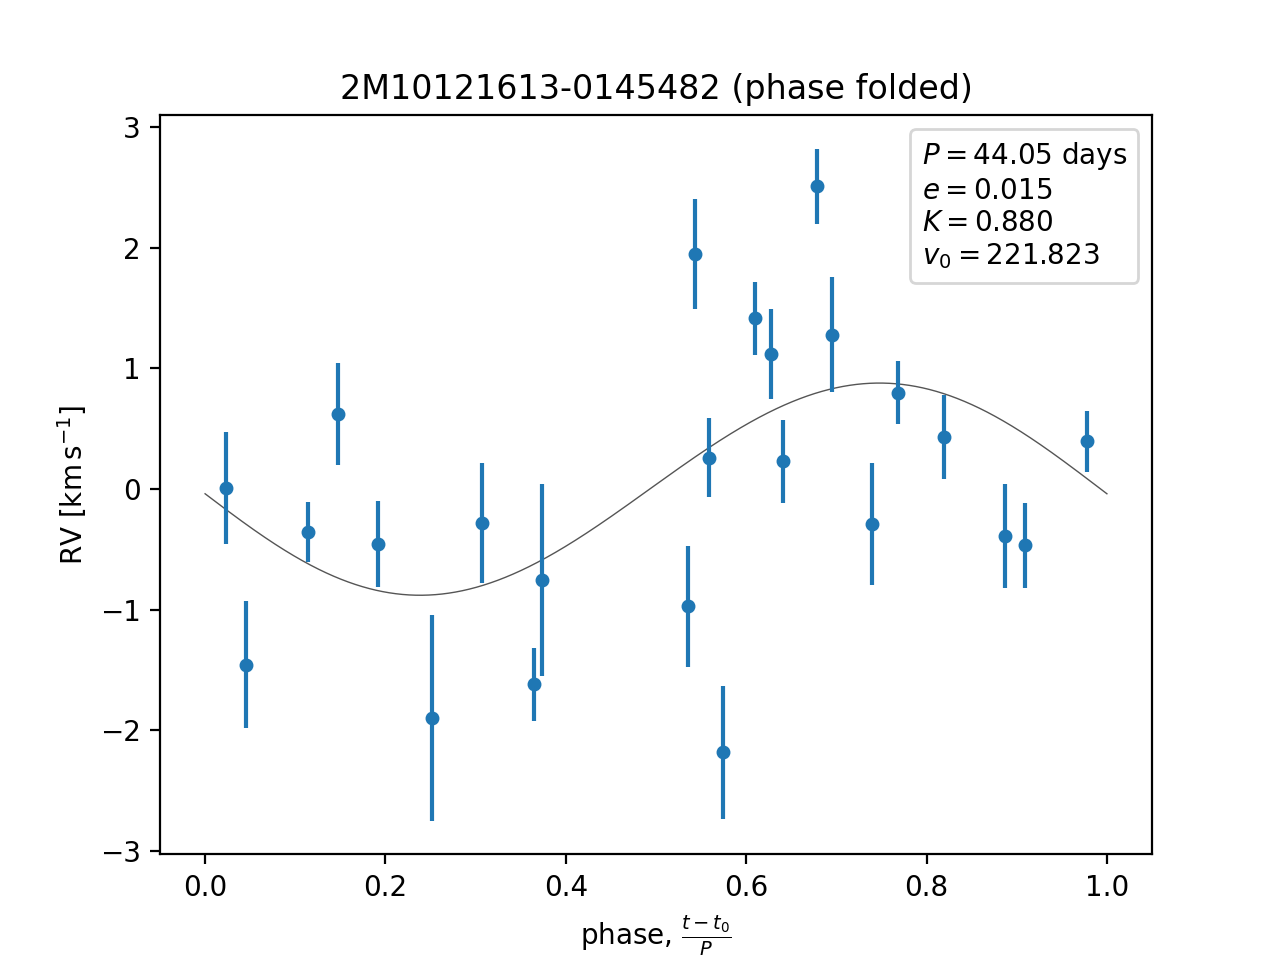 2M10121613-0145482 (phase folded)
P = 44.05 days
e = 0.015
K = 0.880
v₀ = 221.823
3
2
1
0
−1
−2
−3
RV [km s⁻¹]
0.0 0.2 0.4 0.6 0.8 1.0
phase, (t − t₀)/P